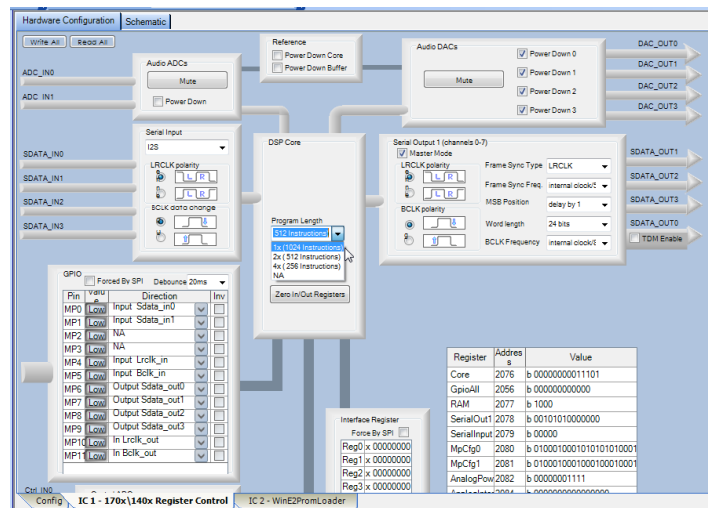 Hardware Configuration Schematic
Write All Read All
ADC_IN0
ADC_IN1
Audio ADCs
Mute
Power Down
Reference
Power Down Core
Power Down Buffer
Audio DACs
Mute
Power Down 0
Power Down 1
Power Down 2
Power Down 3
DAC_OUT0
DAC_OUT1
DAC_OUT2
DAC_OUT3
SDATA_IN0
SDATA_IN1
SDATA_IN2
SDATA_IN3
Serial Input
I2S
LRCLK polarity
L R
L R
BCLK data change
DSP Core
Program Length
512 Instructions)
1x (1024 Instructions)
2x ( 512 Instructions)
4x ( 256 Instructions)
NA
Zero In/Out Registers
Serial Output 1 (channels 0-7)
Master Mode
LRCLK polarity
L R
L R
BCLK polarity
Frame Sync Type LRCLK
Frame Sync Freq. internal clock/
MSB Position delay by 1
Word length 24 bits
BCLK Frequency internal clock/
SDATA_OUT1
SDATA_OUT2
SDATA_OUT3
SDATA_OUT0
TDM Enable
GPIO Forced By SPI Debounce 20ms
Pin Value Direction Inv
MP0 Low Input Sdata_in0
MP1 Low Input Sdata_in1
MP2 Low NA
MP3 Low NA
MP4 Low Input Lrclk_in
MP5 Low Input Bclk_in
MP6 Low Output Sdata_out0
MP7 Low Output Sdata_out1
MP8 Low Output Sdata_out2
MP9 Low Output Sdata_out3
MP10 Low In Lrclk_out
MP11 Low In Bclk_out
Interface Register
Force By SPI
Reg0 x 00000000
Reg1 x 00000000
Reg2 x 00000000
Reg3 x 00000000
Register Address Value
Core 2076 b 00000000011101
GpioAll 2056 b 000000000000
RAM 2077 b 1000
SerialOut1 2078 b 00101010000000
SerialInput 2079 b 00000
MpCfg0 2080 b 0100010001010101010001
MpCfg1 2081 b 0100010001000100010001
AnalogPow 2082 b 00000001111
Ctrl_IN0
Config IC 1 - 170x\140x Register Control IC 2 - WinE2PromLoader